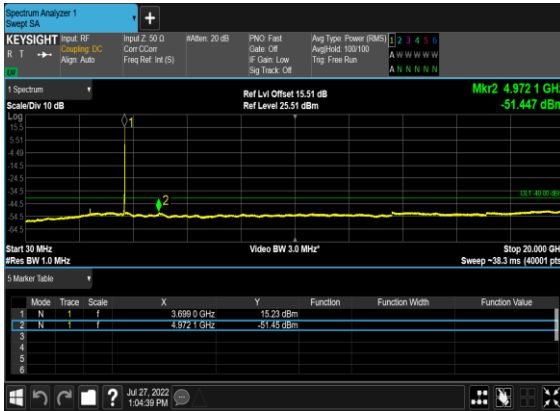 Spectrum Analyzer 1
Swept SA
+
KEYSIGHT Input: RF Input Z: 50 Ω #Atten: 20 dB PNO: Fast Avg Type: Power (RMS) 1 2 3 4 5 6
R T Coupling: DC Corr CCorr Gate: Off Avg|Hold: 100/100 A W W W W W
Align: Auto Freq Ref: Int (S) IF Gain: Low Trig: Free Run
Sig Track: Off A N N N N N
1 Spectrum
Scale/Div 10 dB
Ref Lvl Offset 15.51 dB
Ref Level 25.51 dBm
Mkr2 4.972 1 GHz
-51.447 dBm
Log
15.5
5.51
-4.49
-14.5
-24.5
-34.5
-44.5
-54.5
-64.5
1
2
DL1 -40.00 dBm
Start 30 MHz Video BW 3.0 MHz* Stop 20.000 GHz
#Res BW 1.0 MHz Sweep ~38.3 ms (40001 pts)
5 Marker Table
Mode Trace Scale X Y Function Function Width Function Value
1 N 1 f 3.699 0 GHz 15.23 dBm
2 N 1 f 4.972 1 GHz -51.45 dBm
3
4
5
6
?
Jul 27, 2022
1:04:39 PM